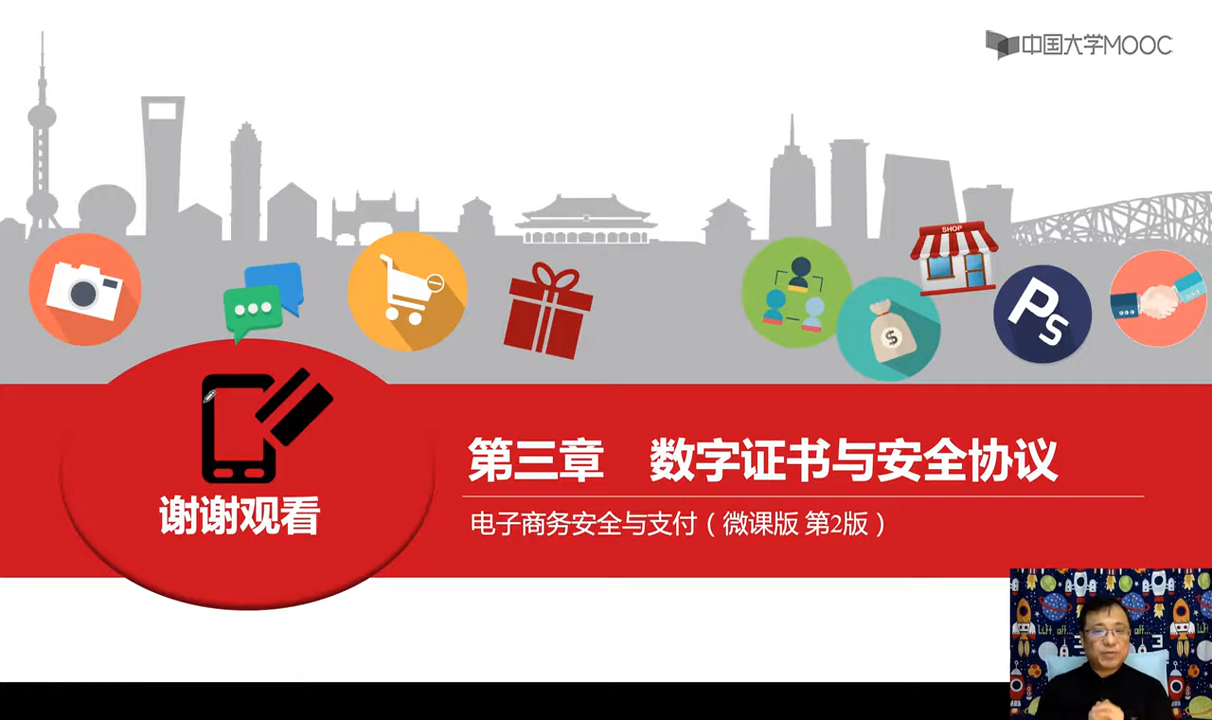 中国大学MOOC
SHOP
$
Ps
第三章 数字证书与安全协议
谢谢观看
电子商务安全与支付（微课版 第2版）